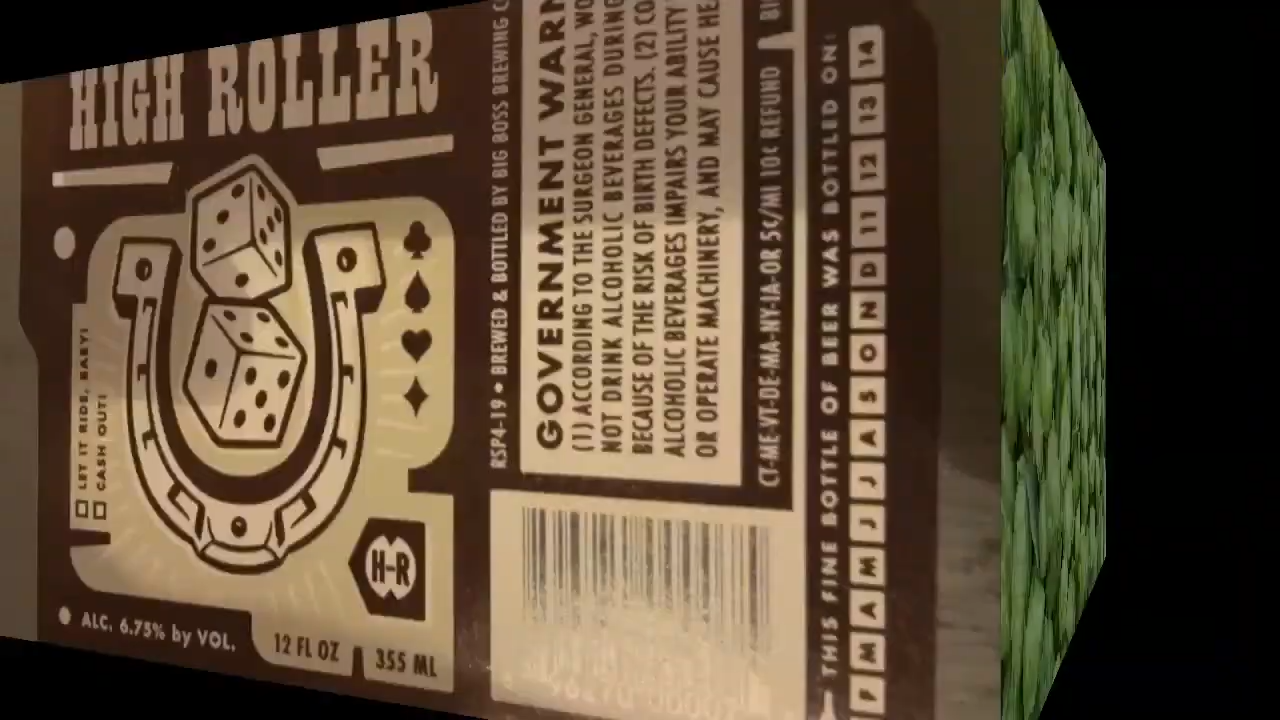 HIGH ROLLER
LET IT RIDE, BABY!
CASH OUT!
H-R
ALC. 6.75% by VOL.
12 FL OZ
355 ML
RSP4-19 • BREWED & BOTTLED BY BIG BOSS BREWING
GOVERNMENT
(1) ACCORDING TO THE SURGEON GENERAL,
NOT DRINK ALCOHOLIC BEVERAGES DURING
BECAUSE OF THE RISK OF BIRTH DEFECTS. (2)
ALCOHOLIC BEVERAGES IMPAIRS YOUR ABILITY
OR OPERATE MACHINERY, AND MAY CAUSE
CT-ME-VT-DE-MA-NY-IA-OR 5¢/MI 10¢ REFUND
THIS FINE BOTTLE OF BEER WAS BOTTLED ON:
F M A M J J A S O N D 11 12 13 14